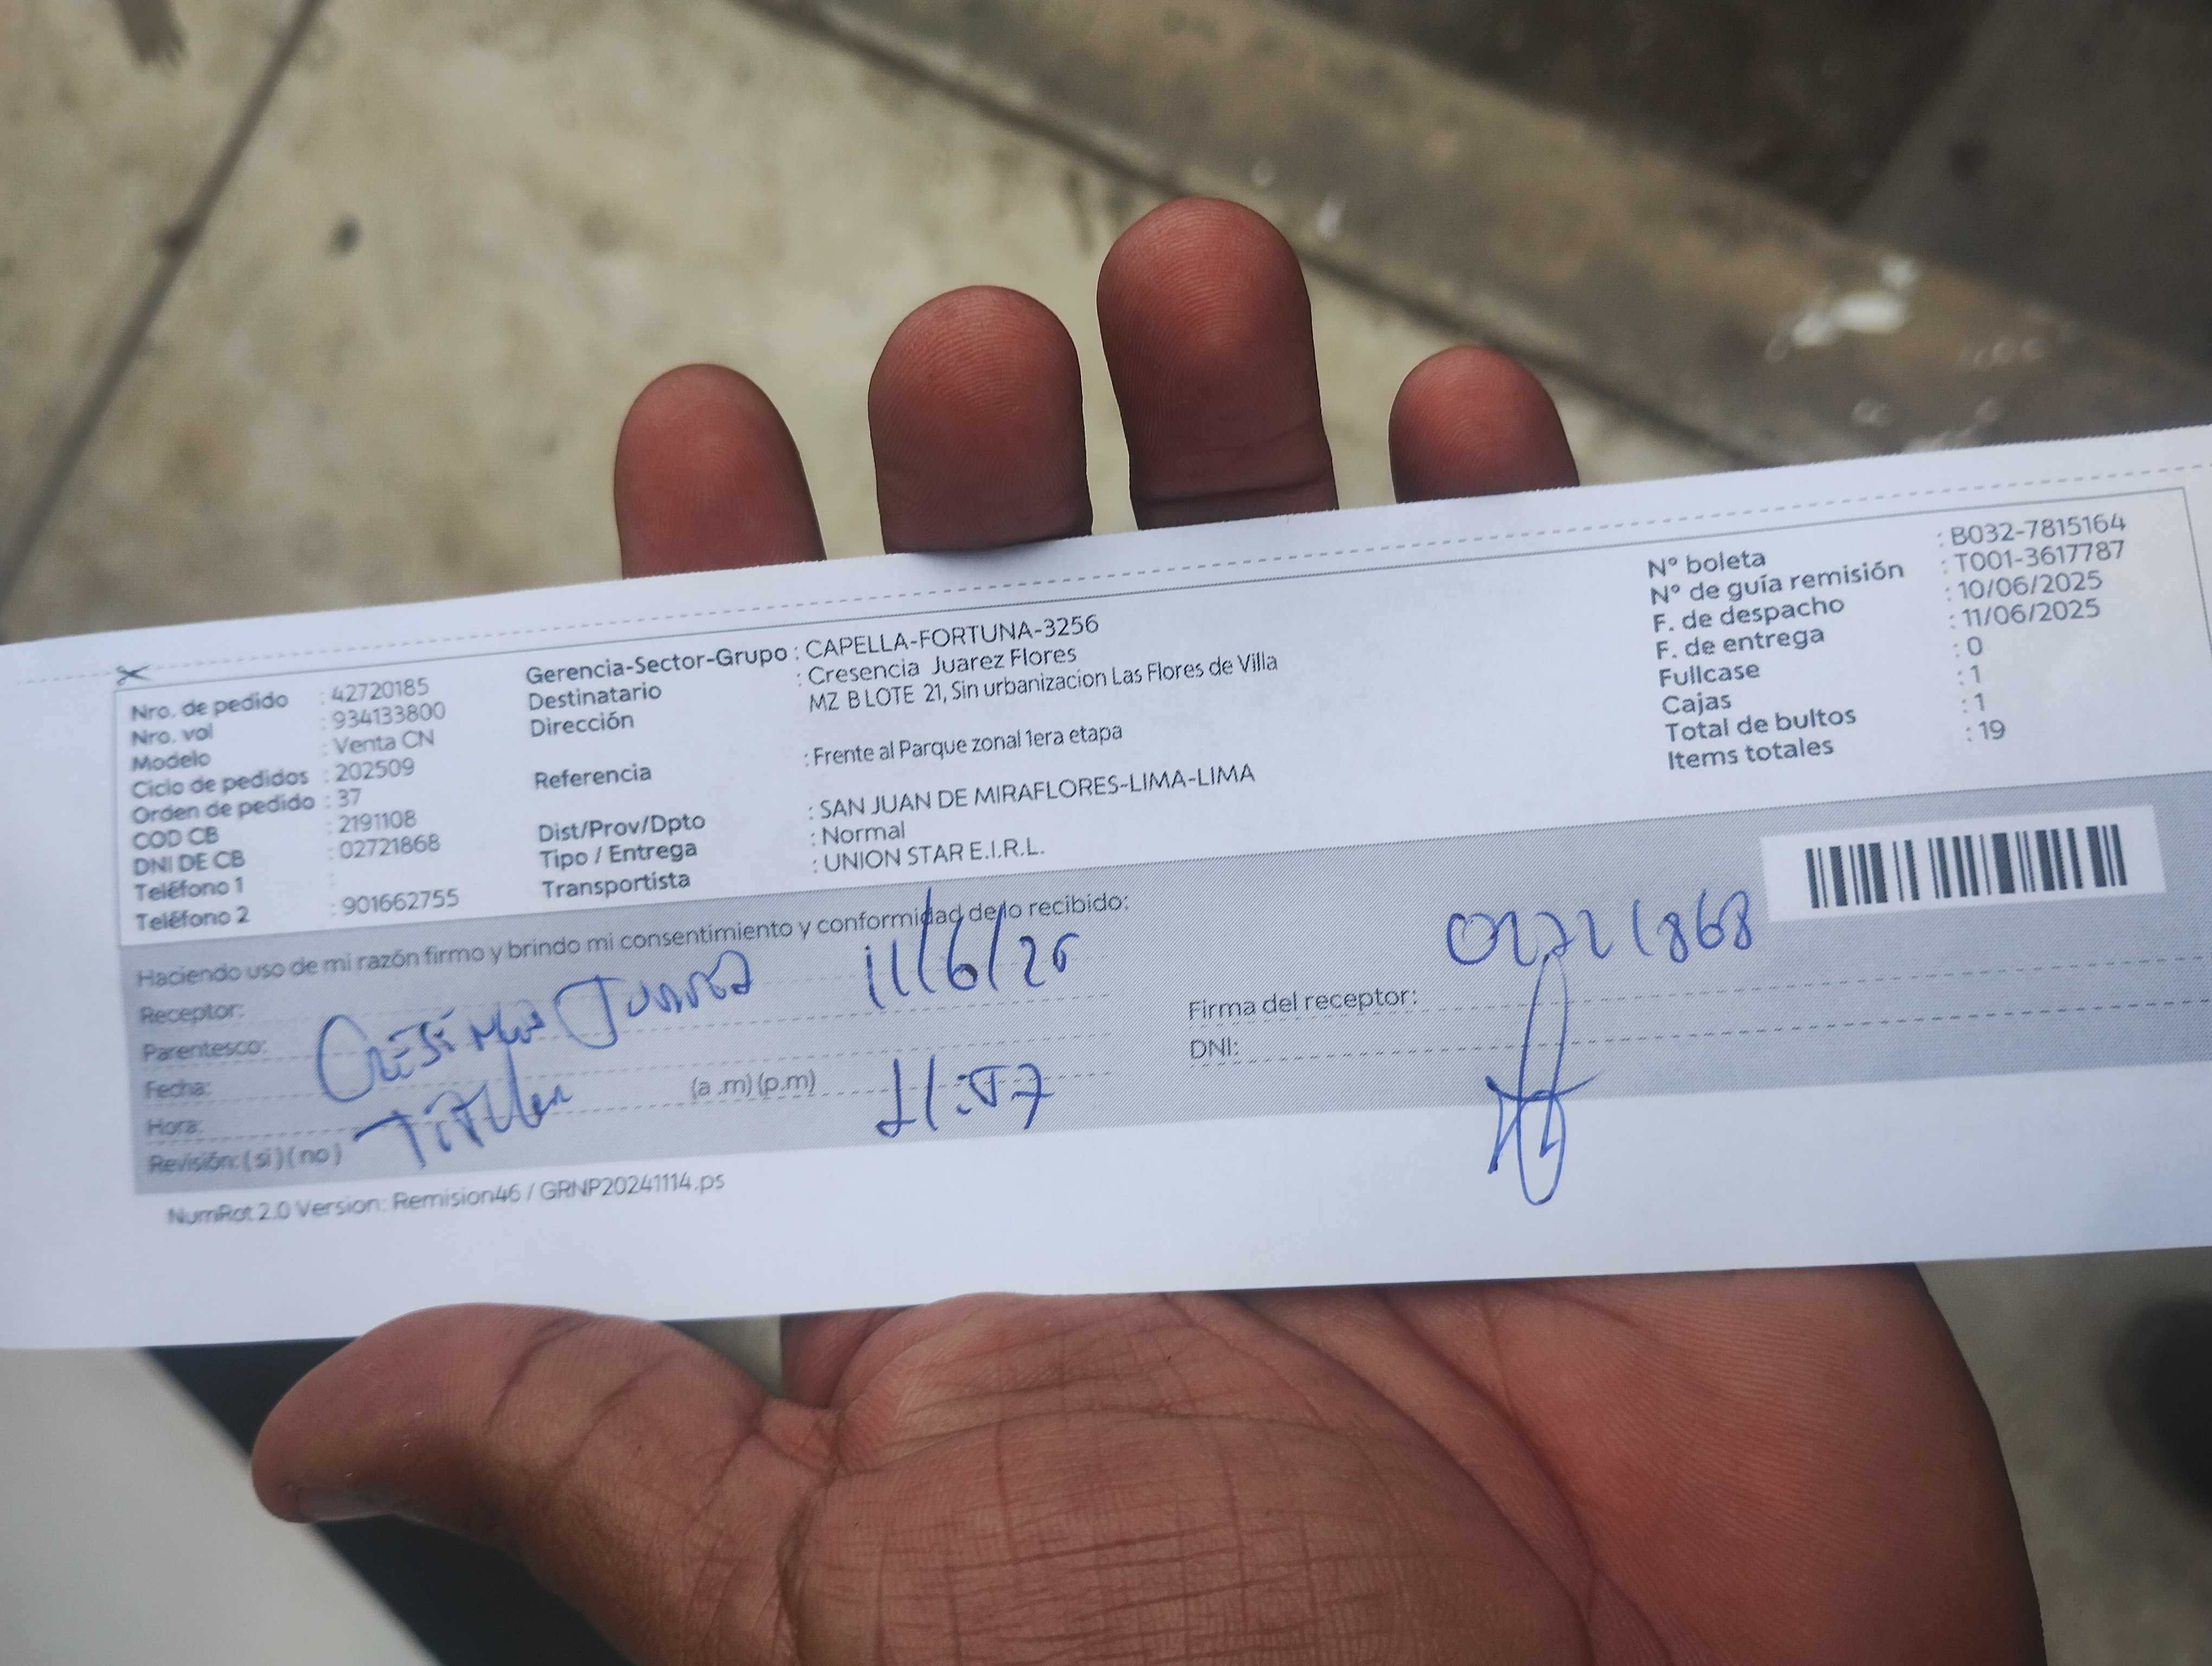 Nro. de pedido : 42720185
Nro. vol : 934133800
Modelo : Venta CN
Ciclo de pedidos : 202509
Orden de pedido : 37
COD CB : 2191108
DNI DE CB : 02721868
Teléfono 1 :
Teléfono 2 : 901662755
Gerencia-Sector-Grupo : CAPELLA-FORTUNA-3256
Destinatario : Cresencia Juarez Flores
Dirección MZ B LOTE 21, Sin urbanizacion Las Flores de Villa
Referencia : Frente al Parque zonal 1era etapa
Dist/Prov/Dpto : SAN JUAN DE MIRAFLORES-LIMA-LIMA
Tipo / Entrega : Normal
Transportista : UNION STAR E.I.R.L.
N° boleta : B032-7815164
N° de guía remisión : T001-3617787
F. de despacho : 10/06/2025
F. de entrega : 11/06/2025
Fullcase : 0
Cajas : 1
Total de bultos : 1
Items totales : 19
Haciendo uso de mi razón firmo y brindo mi consentimiento y conformidad de lo recibido:
Receptor:
Parentesco:
Fecha:
Hora: (a .m) (p.m)
Revisión: ( si ) ( no )
11/6/25
11:57
Firma del receptor:
DNI:
02721868
NumRot 2.0 Version: Remision46 / GRNP20241114.ps